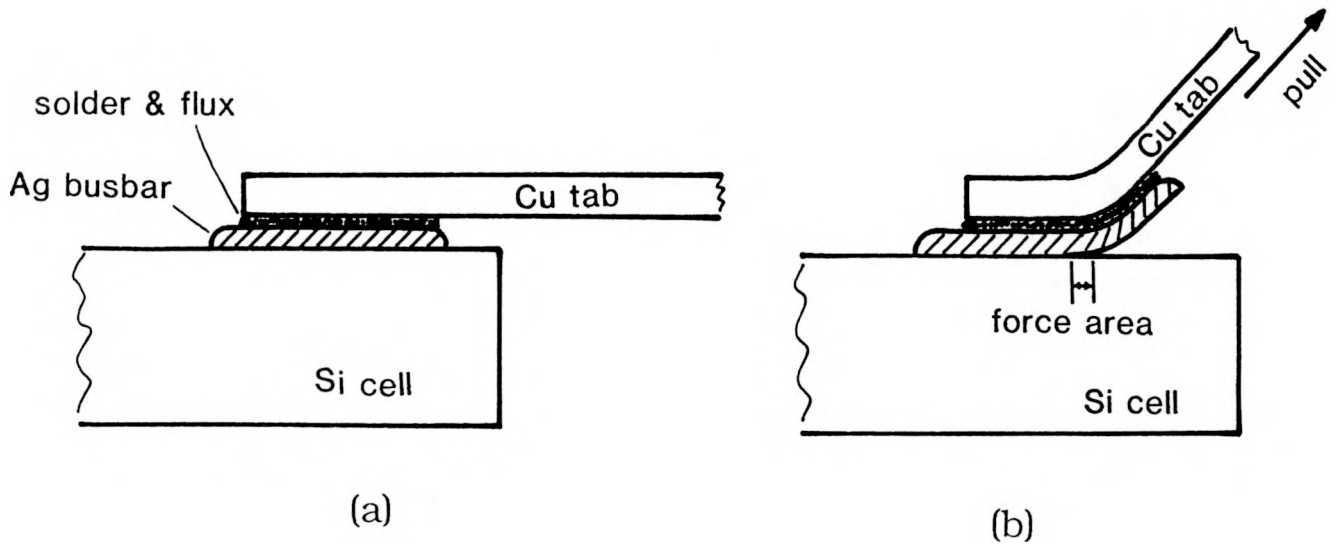 solder & flux
Ag busbar
Cu tab
Si cell
(a)
pull
Cu tab
force area
Si cell
(b)